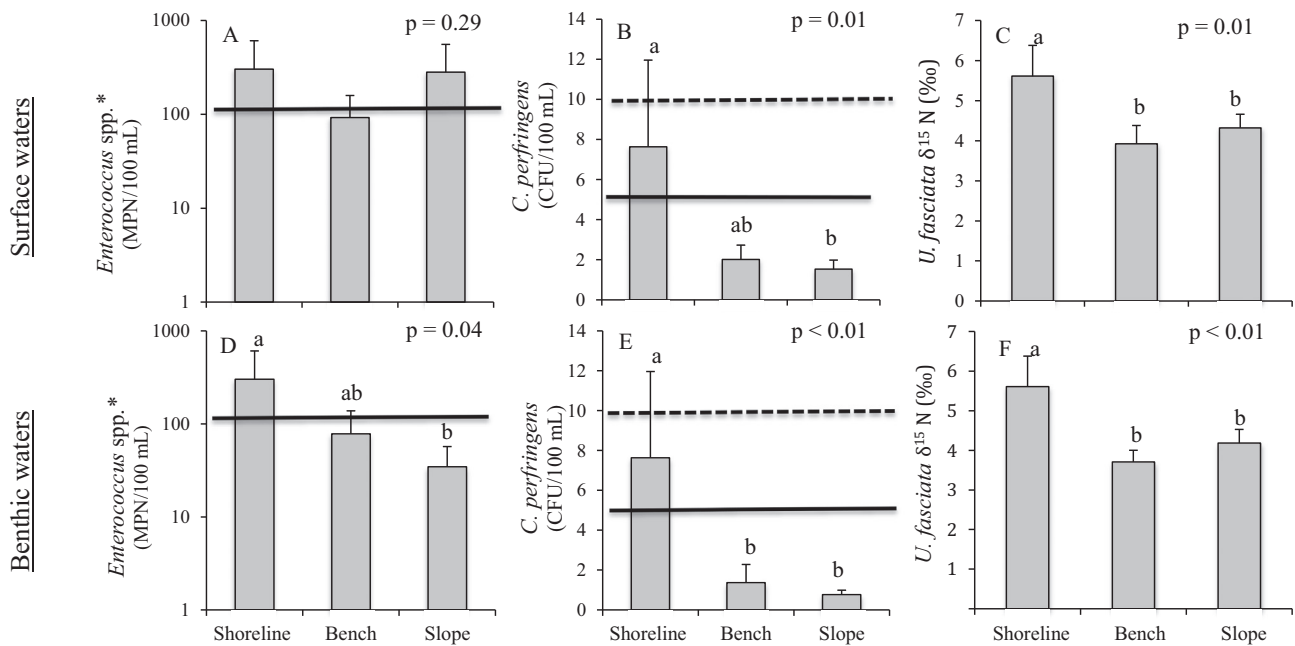 Surface waters
Enterococcus spp.*
(MPN/100 mL)
1000
100
10
1
A
p = 0.29
C. perfringens
(CFU/100 mL)
14
12
10
8
6
4
2
0
B
p = 0.01
a
ab
b
U. fasciata δ¹⁵ N (‰)
7
6
5
4
3
2
1
0
C
p = 0.01
a
b
b
Benthic waters
Enterococcus spp.*
(MPN/100 mL)
1000
100
10
1
D
p = 0.04
a
ab
b
Shoreline Bench Slope
C. perfringens
(CFU/100 mL)
14
12
10
8
6
4
2
0
E
p < 0.01
a
b
b
Shoreline Bench Slope
U. fasciata δ¹⁵ N (‰)
7
6
5
4
3
2
1
F
p < 0.01
a
b
b
Shoreline Bench Slope